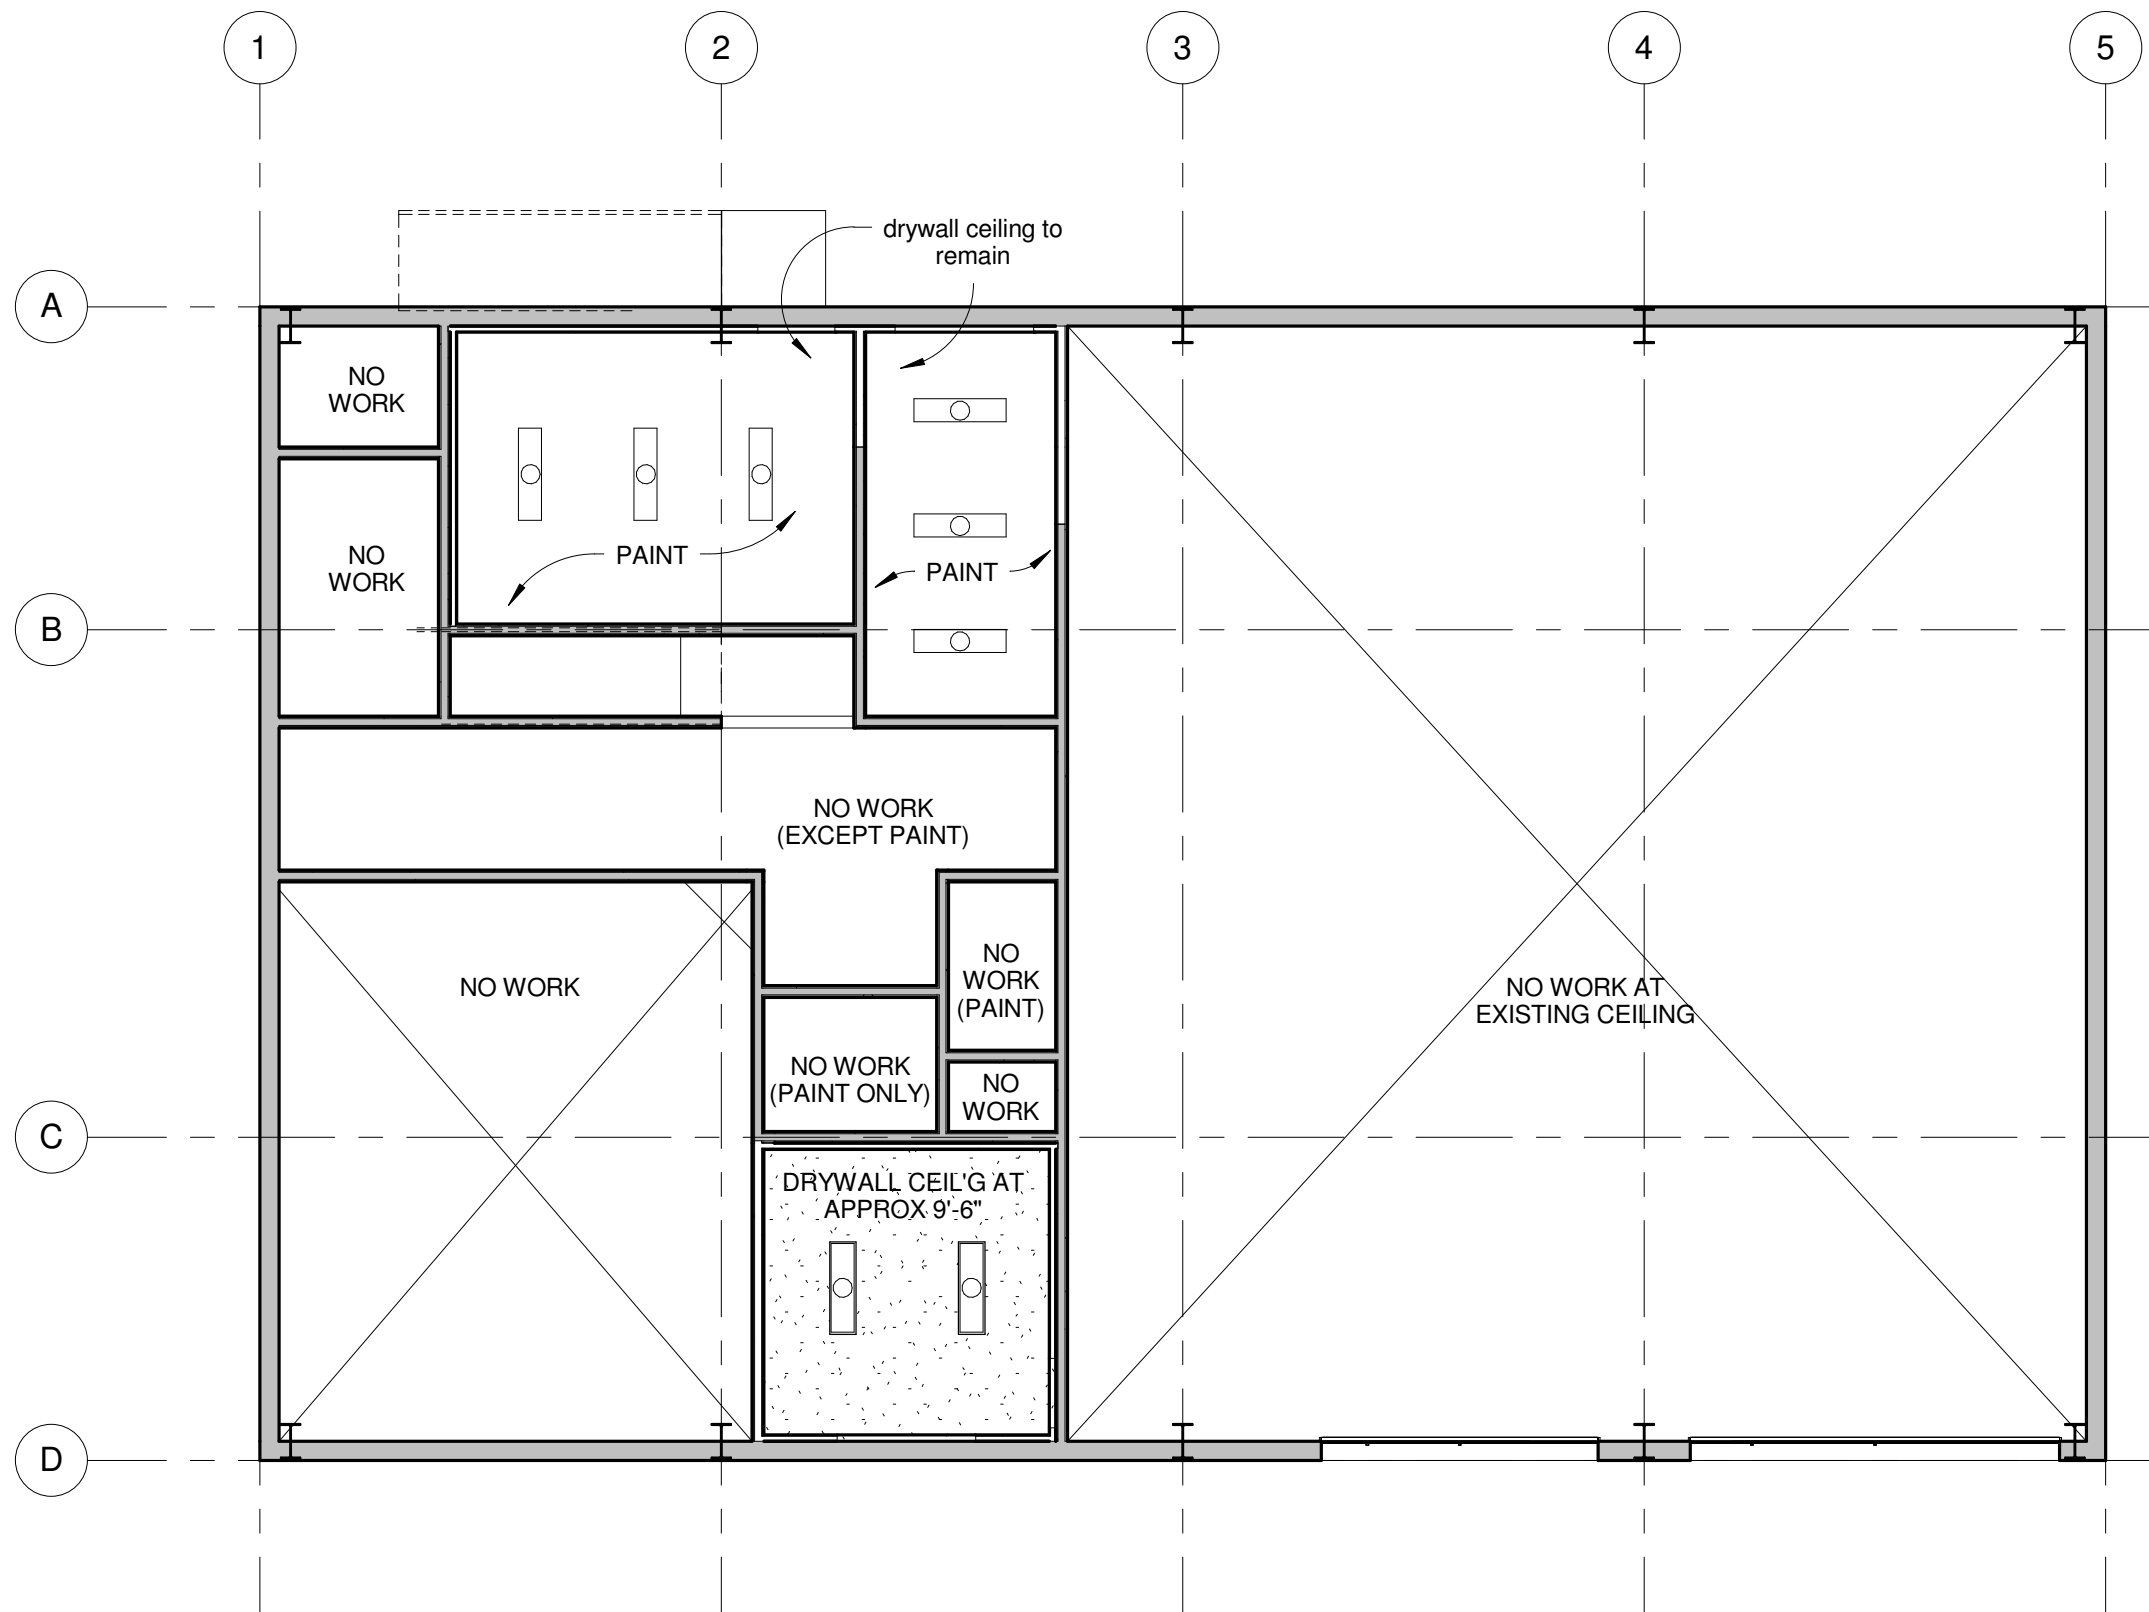 1
2
3
4
5
drywall ceiling to
remain
A
NO
WORK
NO
WORK
PAINT
PAINT
B
NO WORK
(EXCEPT PAINT)
NO WORK
NO
WORK
(PAINT)
NO WORK AT
EXISTING CEILING
NO WORK
(PAINT ONLY)
NO
WORK
C
DRYWALL CEIL'G AT
APPROX 9'-6"
D